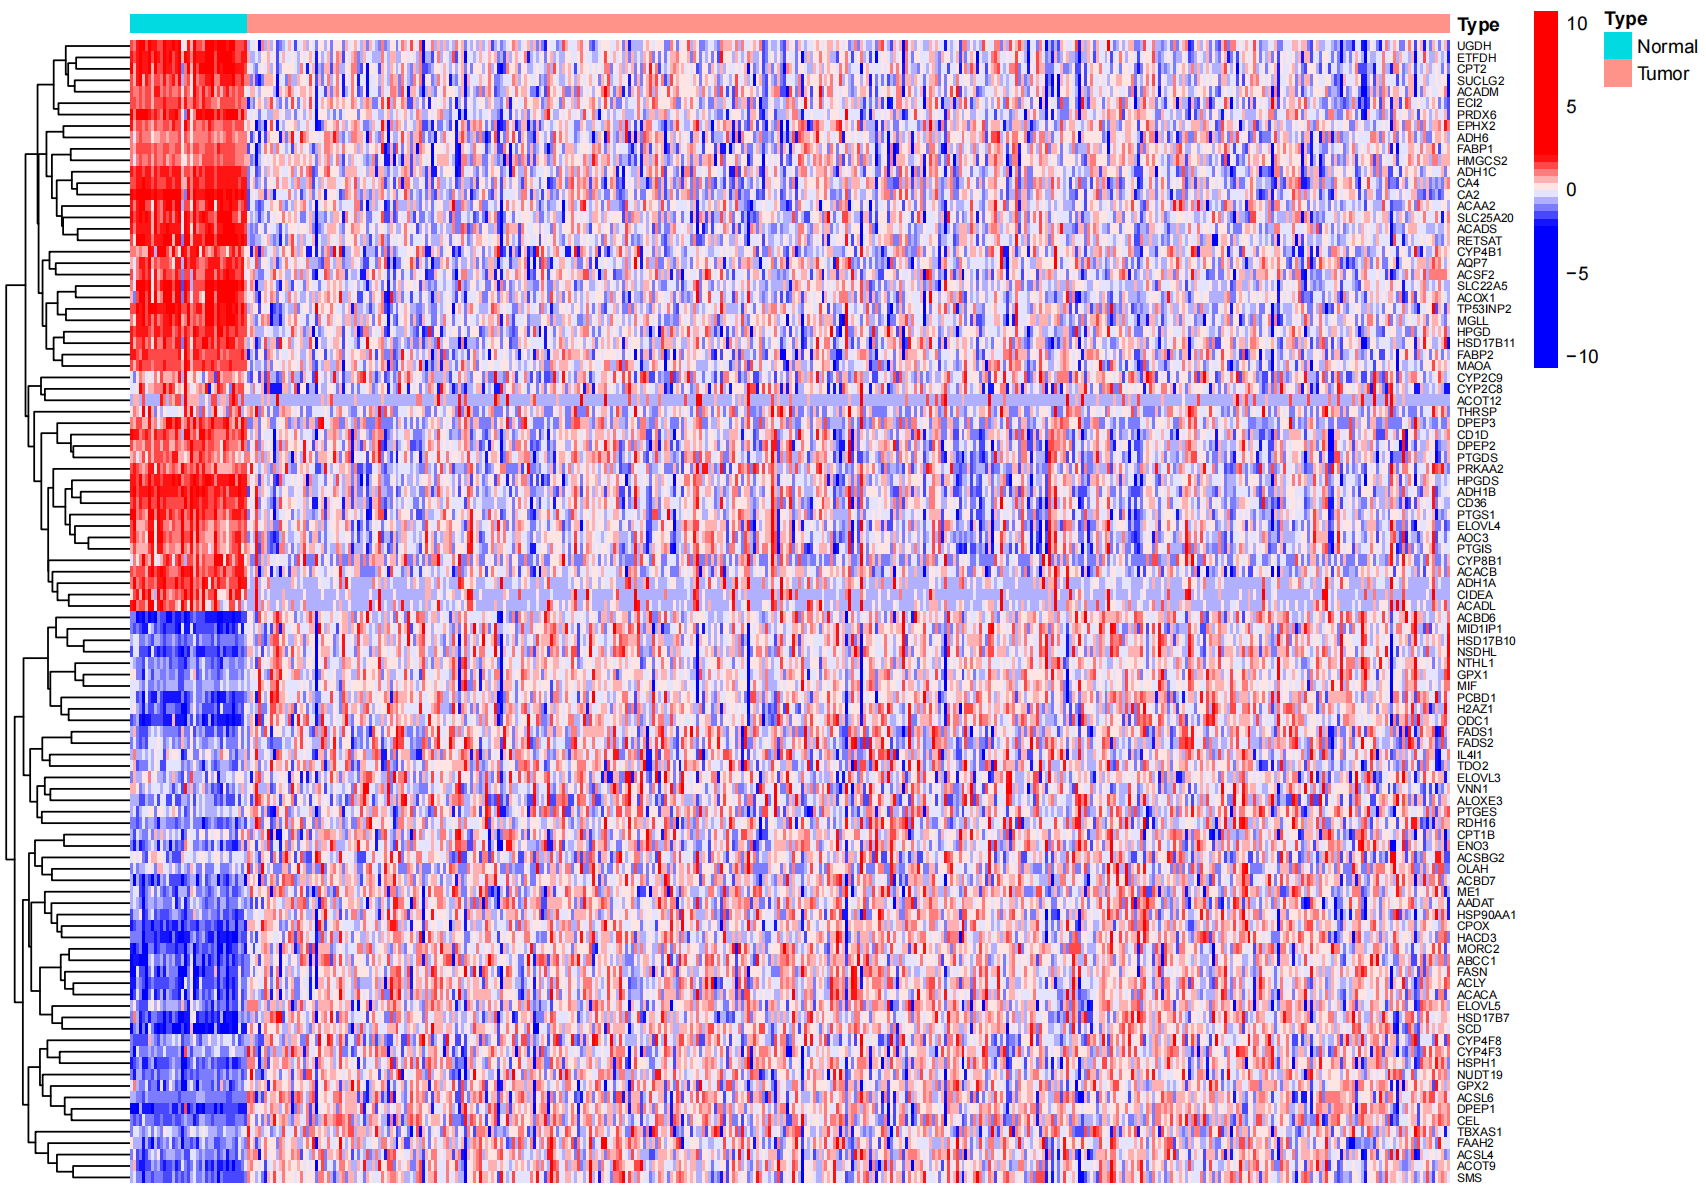 Type
UGDH
ETFDH
CPT2
SUCLG2
ACADM
ECI2
PRDX6
EPHX2
ADH6
FABP1
HMGCS2
ADH1C
CA4
CA2
ACAA2
SLC25A20
ACADS
RETSAT
CYP4B1
AQP7
ACSF2
SLC22A5
ACOX1
TP53INP2
MGLL
HPGD
HSD17B11
FABP2
MAOA
CYP2C9
CYP2C8
ACOT12
THRSP
DPEP3
CD1D
DPEP2
PTGDS
PRKAA2
HPGDS
ADH1B
CD36
PTGS1
ELOVL4
AOC3
PTGIS
CYP8B1
ACACB
ADH1A
CIDEA
ACADL
ACBD6
MID1IP1
HSD17B10
NSDHL
NTHL1
GPX1
MIF
PCBD1
H2AZ1
ODC1
FADS1
FADS2
IL4I1
TDO2
ELOVL3
VNN1
ALOXE3
PTGES
RDH16
CPT1B
ENO3
ACSBG2
OLAH
ACBD7
ME1
AADAT
HSP90AA1
CPOX
HACD3
MORC2
ABCC1
FASN
ACLY
ACACA
ELOVL5
HSD17B7
SCD
CYP4F8
CYP4F3
HSPH1
NUDT19
GPX2
ACSL6
DPEP1
CEL
TBXAS1
FAAH2
ACSL4
ACOT9
SMS
10
5
0
−5
−10
Type
Normal
Tumor